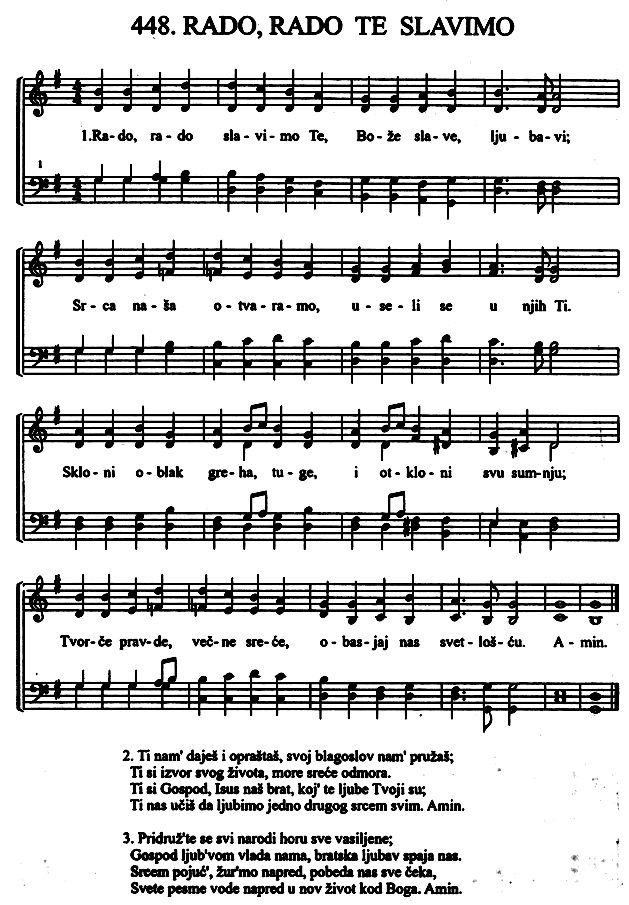 448. RADO, RADO TE SLAVIMO
1.Ra-do, ra-do sla-vi-mo Te, Bo-že sla-ve, lju-ba-vi;
Sr-ca na-ša o-tva-ra-mo, u-se-li se u njih Ti.
Sklo-ni o-blak gre-ha, tu-ge, i ot-klo-ni svu sum-nju;
Tvor-če prav-de, več-ne sre-će, o-bas-jaj nas svet-loš-ću. A-min.
2. Ti nam' daješ i opraštaš, svoj blagoslov nam' pružaš;
Ti si izvor svog života, more sreće odmora.
Ti si Gospod, Isus naš brat, koj' te ljube Tvoji su;
Ti nas učiš da ljubimo jedno drugog srcem svim. Amin.
3. Pridruž'te se svi narodi horu sve vasiljene;
Gospod ljub'vom vlada nama, bratska ljubav spaja nas.
Srcem pojuć', žur'mo napred, pobeda nas sve čeka,
Svete pesme vode napred u nov život kod Boga. Amin.